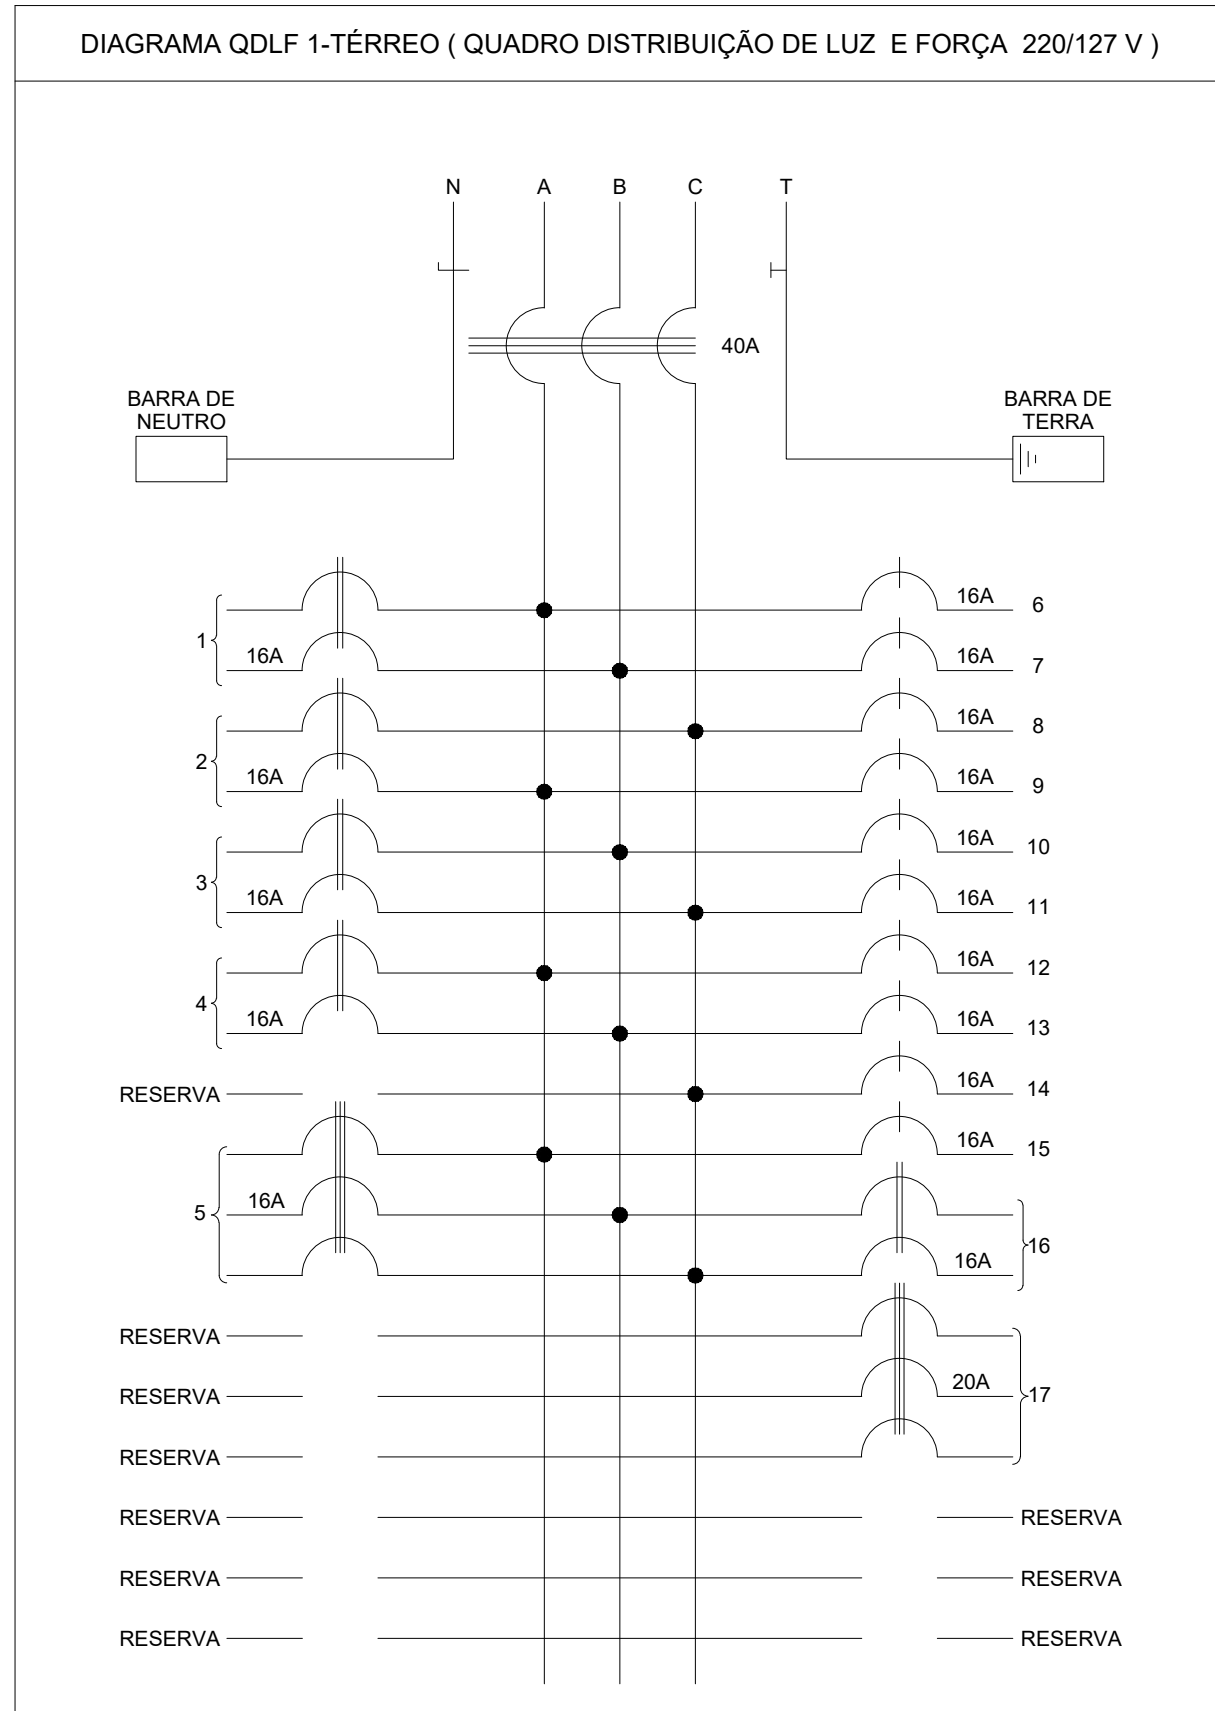 DIAGRAMA QDLF 1-TÉRREO ( QUADRO DISTRIBUIÇÃO DE LUZ E FORÇA 220/127 V )
N A B C T
40A
BARRA DE
NEUTRO
BARRA DE
TERRA
16A 6
1 16A 16A 7
16A 8
2 16A 16A 9
16A 10
3 16A 16A 11
16A 12
4 16A 16A 13
RESERVA 16A 14
16A 15
5 16A
16A 16
RESERVA
RESERVA 20A 17
RESERVA
RESERVA RESERVA
RESERVA RESERVA
RESERVA RESERVA